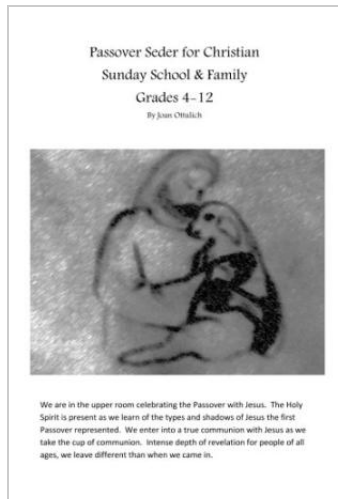 Passover Seder for Christian
Sunday School & Family
Grades 4-12
By Joan Ottulich
We are in the upper room celebrating the Passover with Jesus. The Holy
Spirit is present as we learn of the types and shadows of Jesus the first
Passover represented. We enter into a true communion with Jesus as we
take the cup of communion. Intense depth of revelation for people of all
ages, we leave different than when we came in.